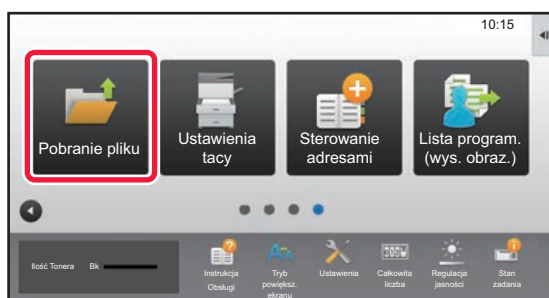 10:15
Pobranie pliku
Ustawienia
tacy
Sterowanie
adresami
Lista program.
(wys. obraz.)
Ilość Tonera Bk
Instrukcja
Obsługi
Tryb
powiększ.
ekranu
Ustawienia
Całkowita
liczba
Regulacja
jasności
Stan
zadania